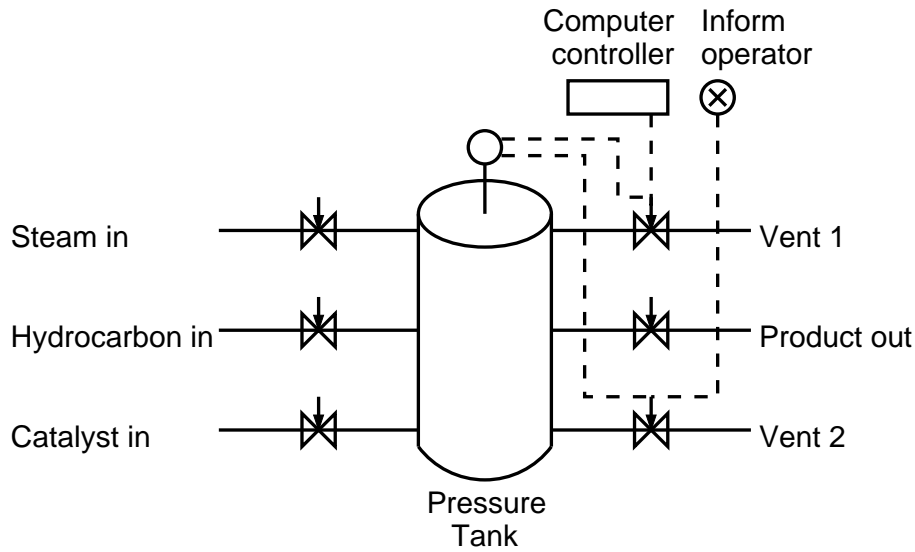 Computer
controller
Inform
operator
Steam in
Vent 1
Hydrocarbon in
Product out
Catalyst in
Vent 2
Pressure
Tank